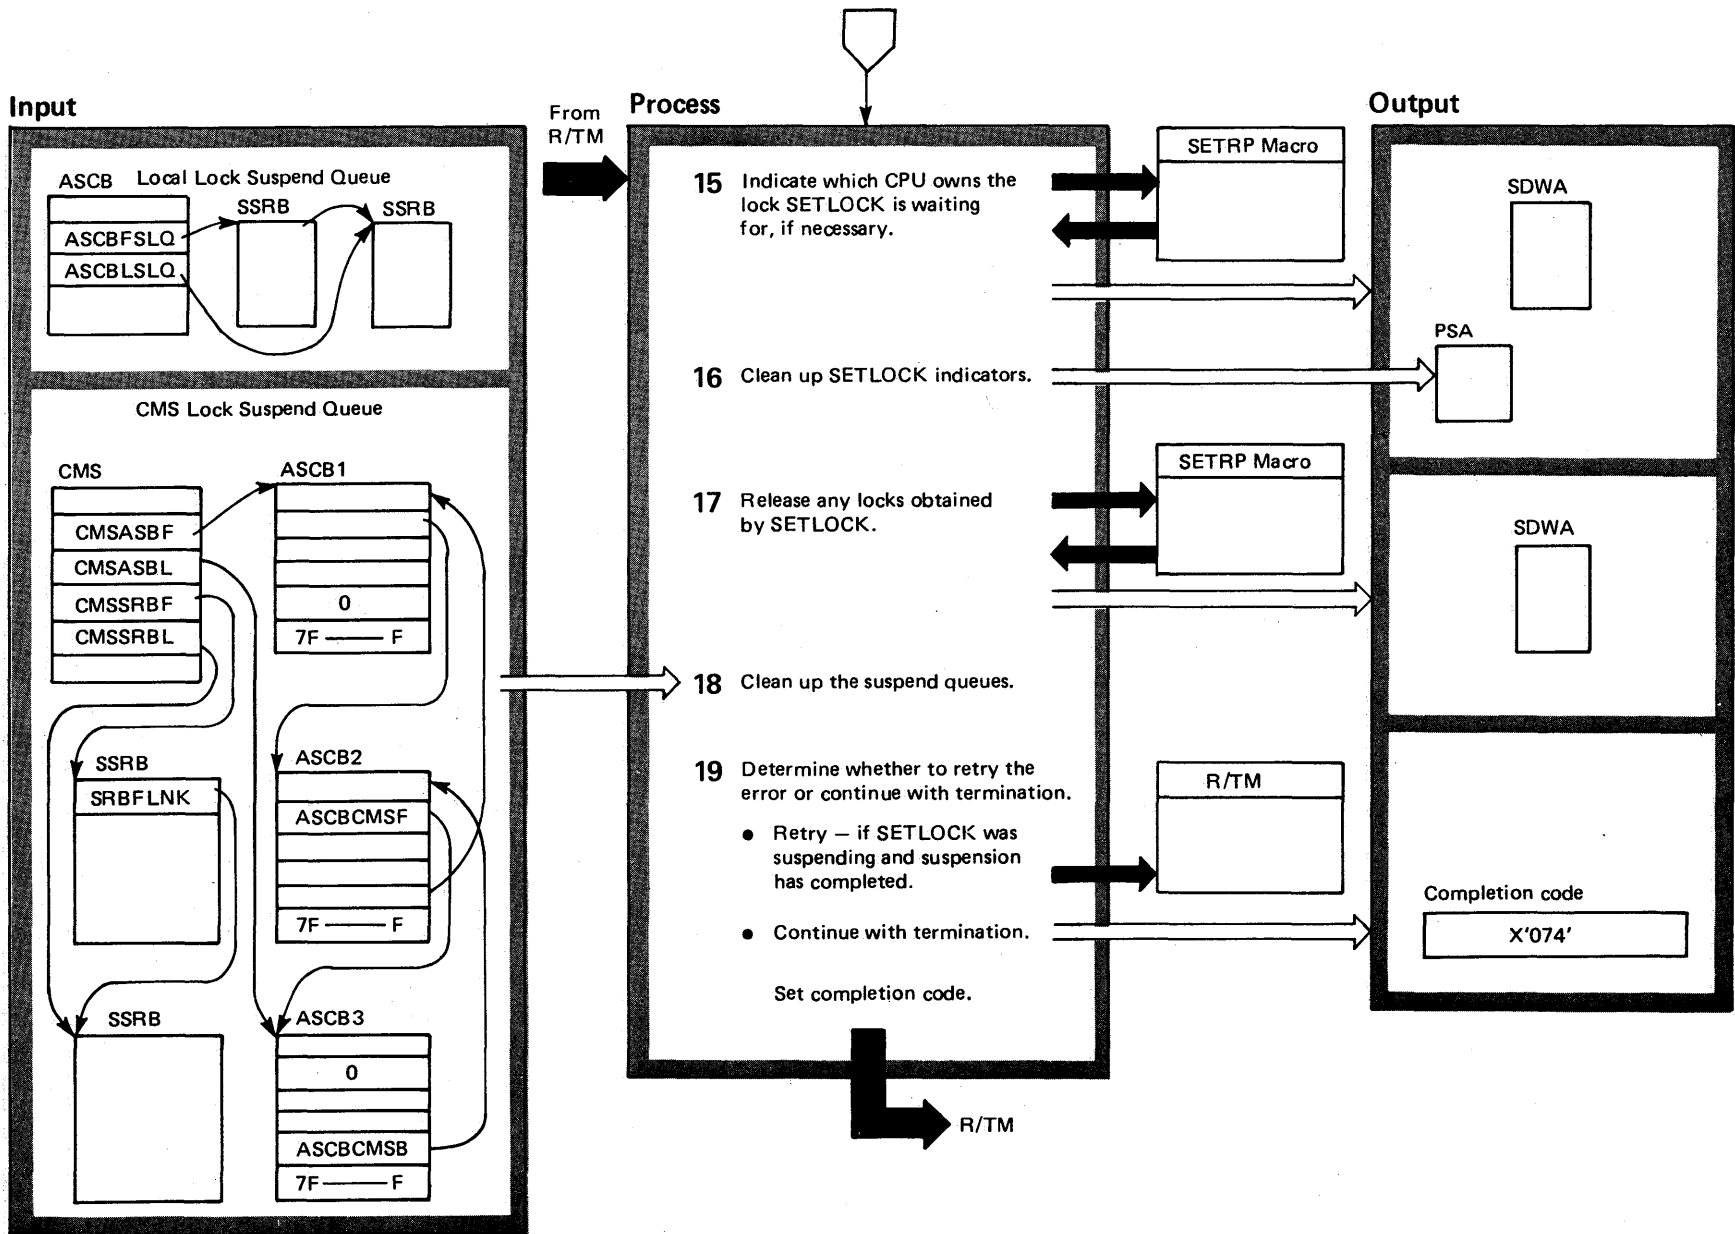 Input
ASCB Local Lock Suspend Queue
SSRB
SSRB
ASCBFSLQ
ASCBLSLQ
CMS Lock Suspend Queue
CMS
CMSASBF
CMSASBL
CMSSRBF
CMSSRBL
ASCB1
0
7F —— F
SSRB
SRBFLNK
ASCB2
ASCBCMSF
7F —— F
SSRB
ASCB3
0
ASCBCMSB
7F —— F
From
R/TM
Process
15 Indicate which CPU owns the
lock SETLOCK is waiting
for, if necessary.
16 Clean up SETLOCK indicators.
17 Release any locks obtained
by SETLOCK.
18 Clean up the suspend queues.
19 Determine whether to retry the
error or continue with termination.
● Retry — if SETLOCK was
suspending and suspension
has completed.
● Continue with termination.
Set completion code.
R/TM
SETRP Macro
SETRP Macro
R/TM
Output
SDWA
PSA
SDWA
Completion code
X'074'